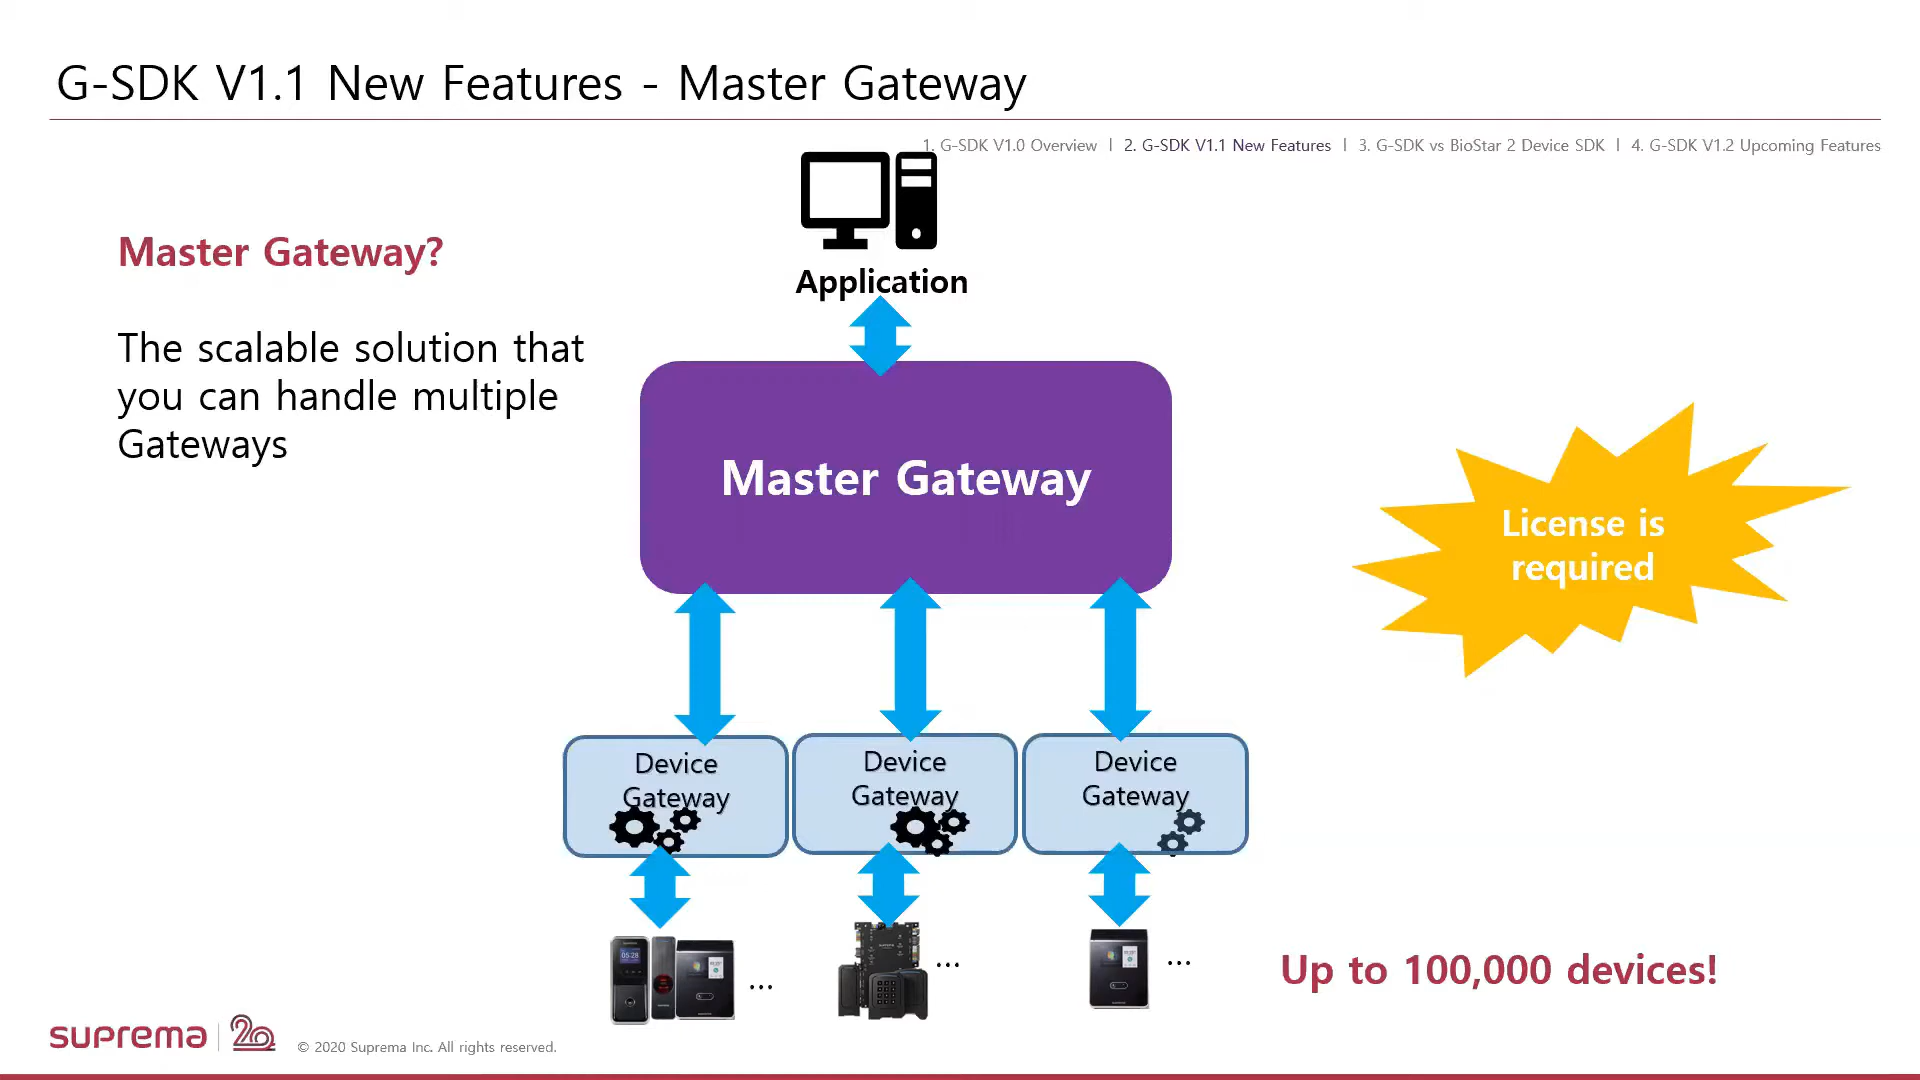 G-SDK V1.1 New Features - Master Gateway
1. G-SDK V1.0 Overview | 2. G-SDK V1.1 New Features | 3. G-SDK vs BioStar 2 Device SDK | 4. G-SDK V1.2 Upcoming Features
Master Gateway?
The scalable solution that
you can handle multiple
Gateways
Application
Master Gateway
License is
required
Device
Gateway
Device
Gateway
Device
Gateway
05:28
...
...
...
Up to 100,000 devices!
suprema
20
© 2020 Suprema Inc. All rights reserved.